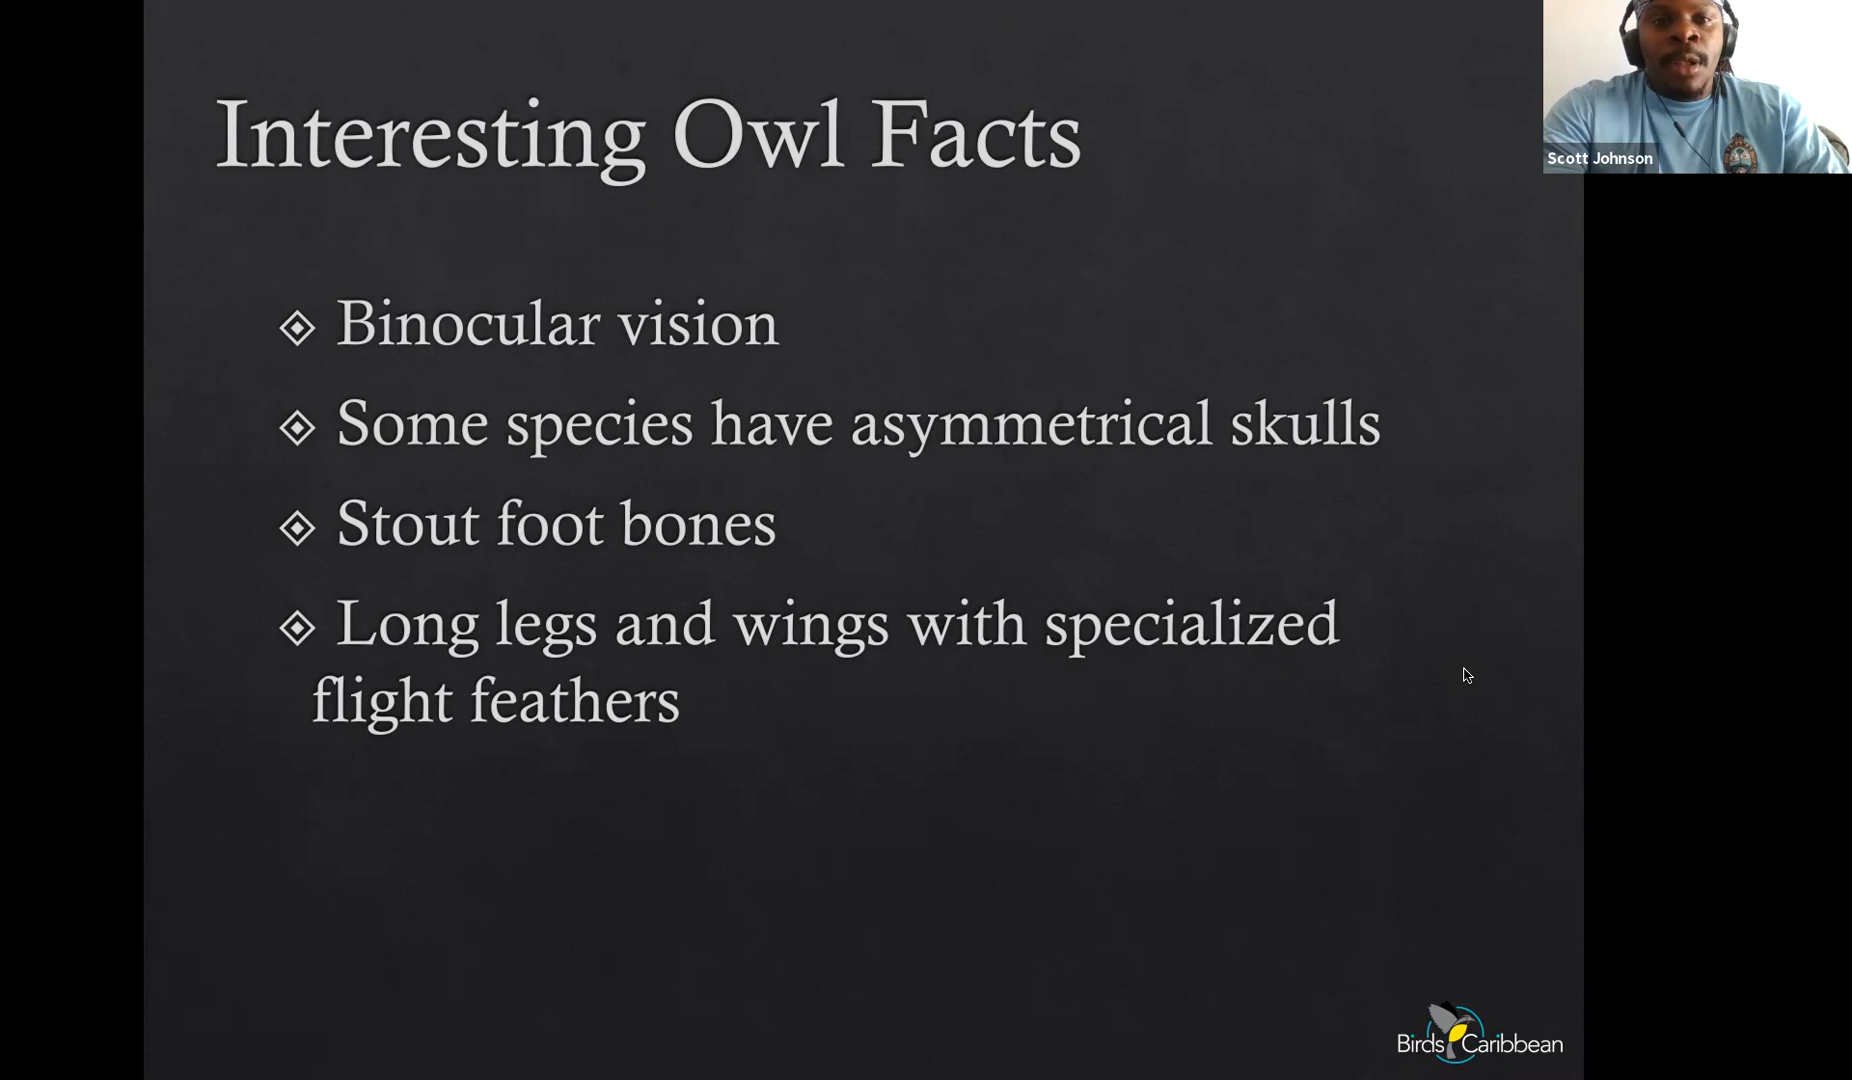 Interesting Owl Facts
Scott Johnson
Binocular vision
Some species have asymmetrical skulls
Stout foot bones
Long legs and wings with specialized
flight feathers
Birds Caribbean